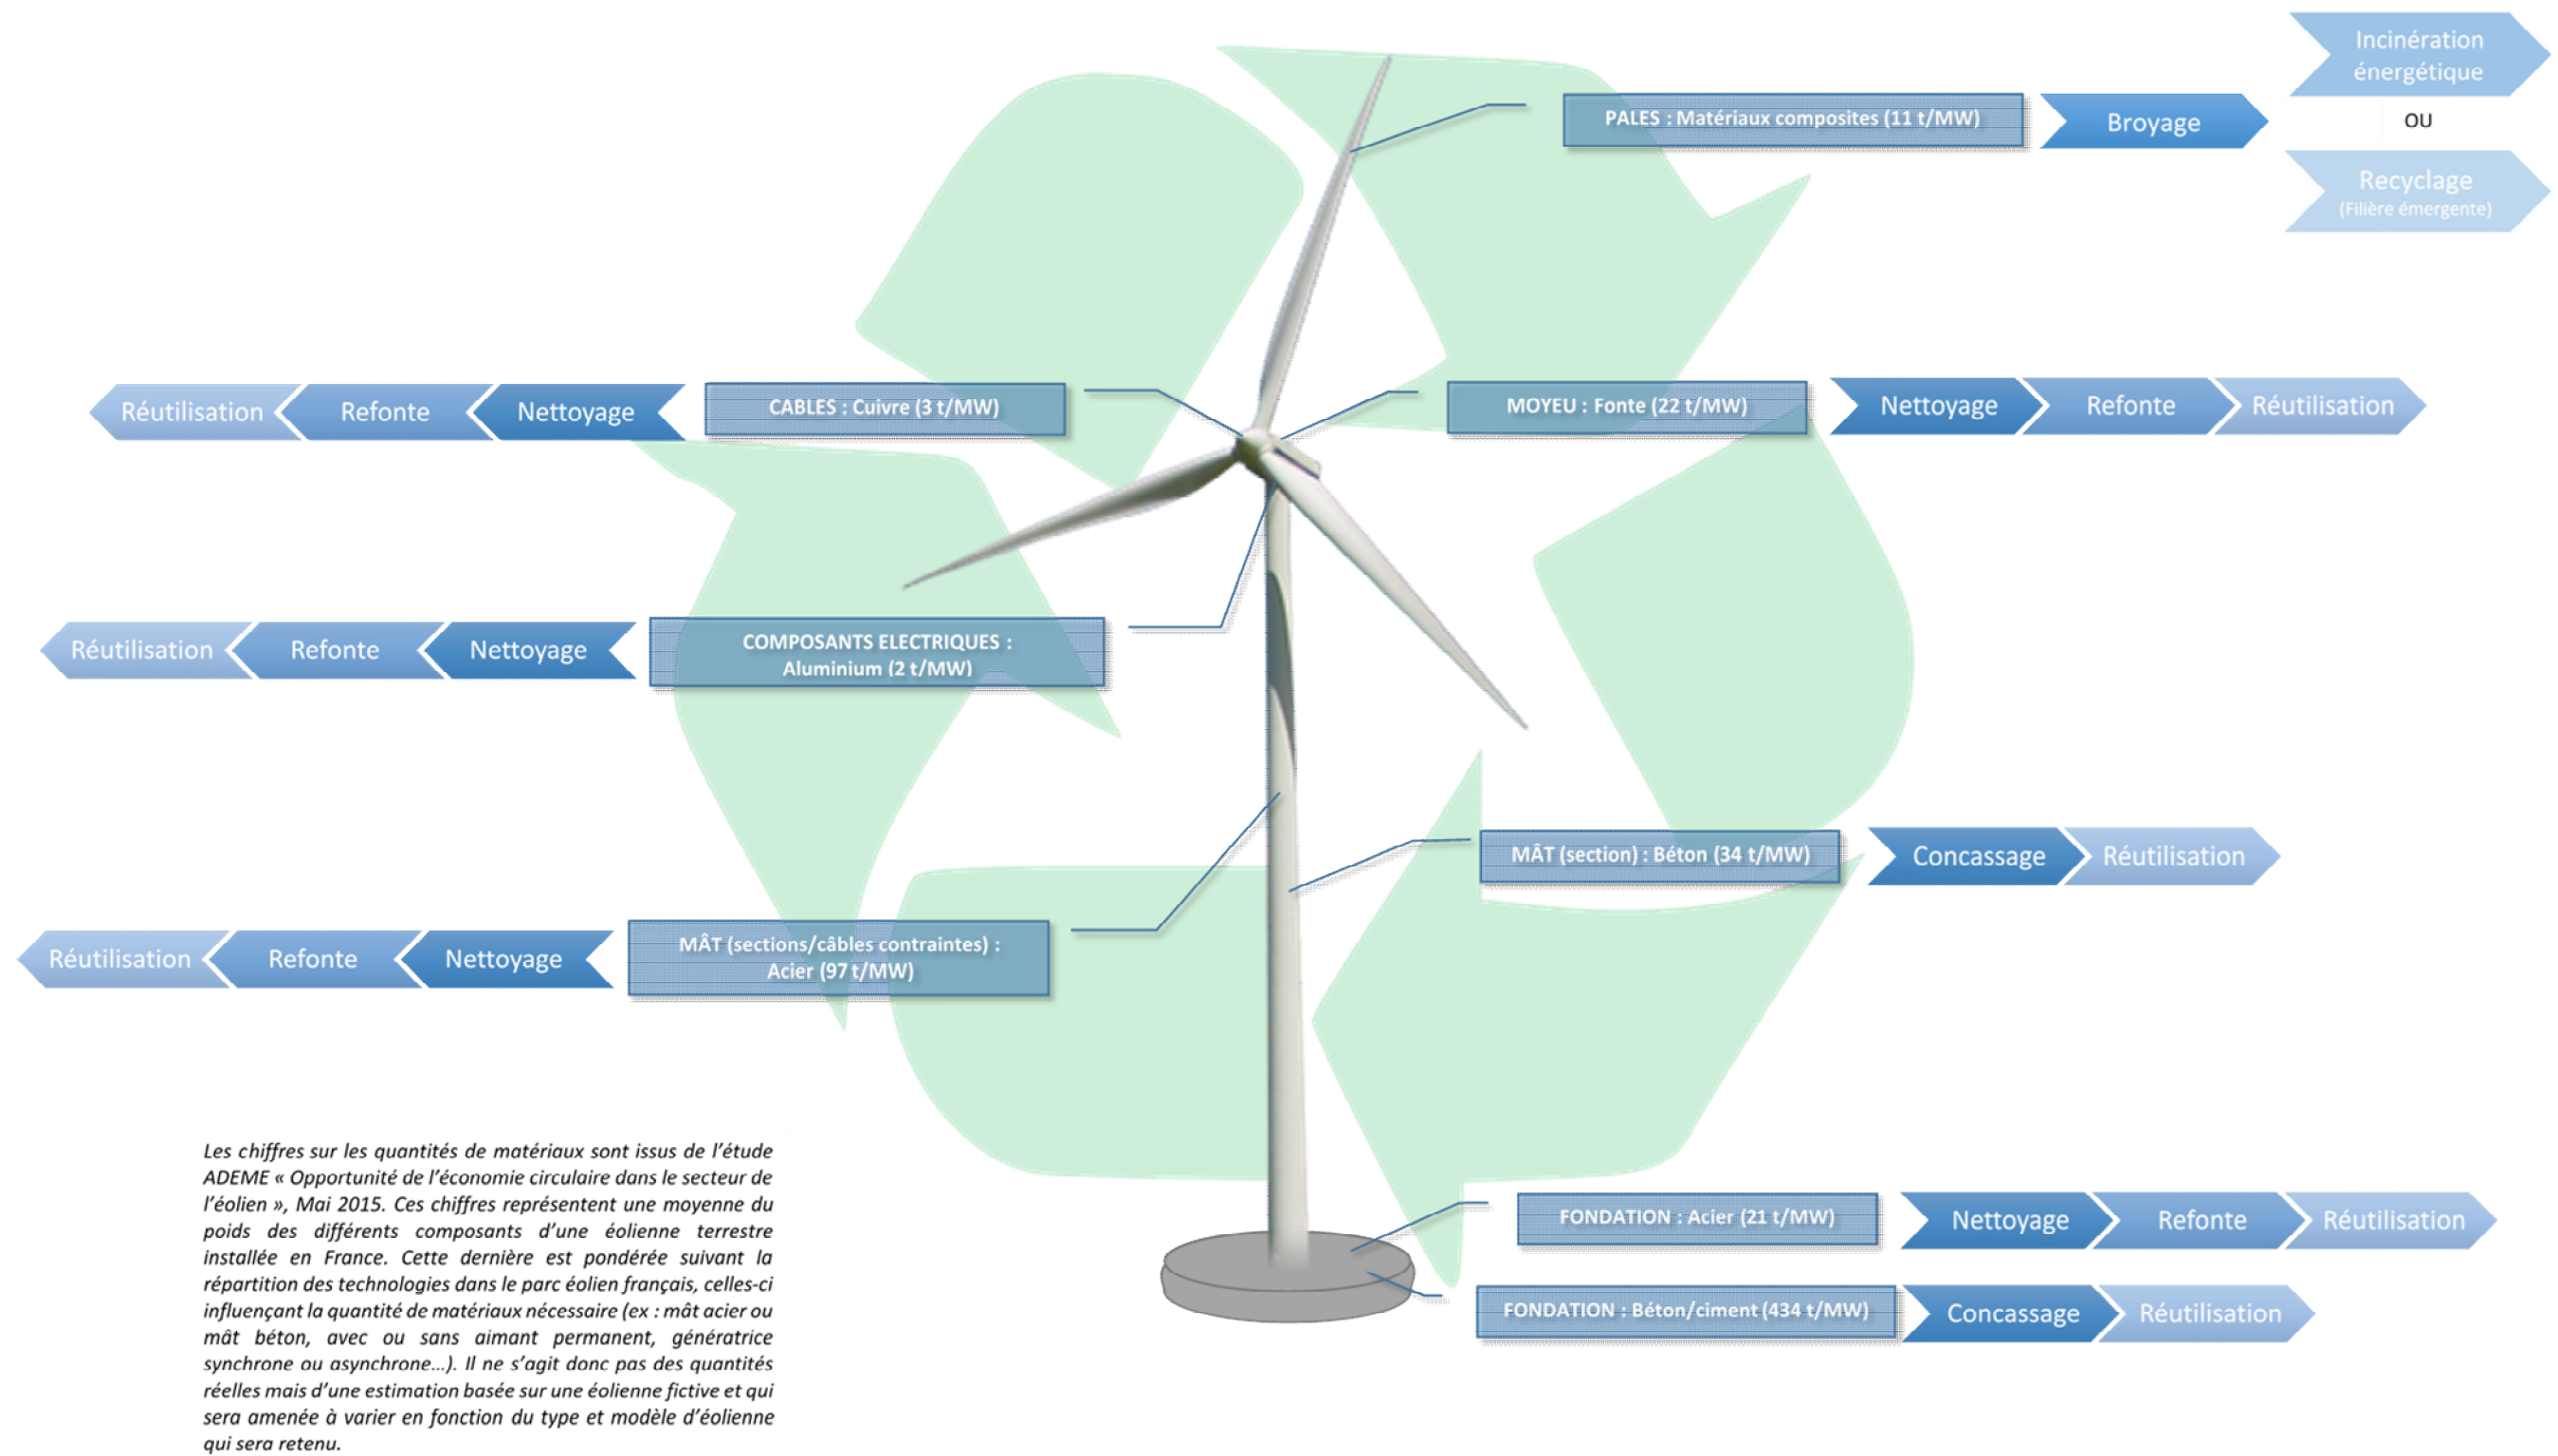 Incinération
énergétique
PALES : Matériaux composites (11 t/MW)
Broyage
OU
Recyclage
(Filière émergente)
Réutilisation
Refonte
Nettoyage
CABLES : Cuivre (3 t/MW)
MOYEU : Fonte (22 t/MW)
Nettoyage
Refonte
Réutilisation
Réutilisation
Refonte
Nettoyage
COMPOSANTS ELECTRIQUES :
Aluminium (2 t/MW)
MÂT (section) : Béton (34 t/MW)
Concassage
Réutilisation
Réutilisation
Refonte
Nettoyage
MÂT (sections/câbles contraintes) :
Acier (97 t/MW)
Les chiffres sur les quantités de matériaux sont issus de l'étude
ADEME « Opportunité de l'économie circulaire dans le secteur de
l'éolien », Mai 2015. Ces chiffres représentent une moyenne du
poids des différents composants d'une éolienne terrestre
installée en France. Cette dernière est pondérée suivant la
répartition des technologies dans le parc éolien français, celles-ci
influençant la quantité de matériaux nécessaire (ex : mât acier ou
mât béton, avec ou sans aimant permanent, génératrice
synchrone ou asynchrone...). Il ne s'agit donc pas des quantités
réelles mais d'une estimation basée sur une éolienne fictive et qui
sera amenée à varier en fonction du type et modèle d'éolienne
qui sera retenu.
FONDATION : Acier (21 t/MW)
Nettoyage
Refonte
Réutilisation
FONDATION : Béton/ciment (434 t/MW)
Concassage
Réutilisation